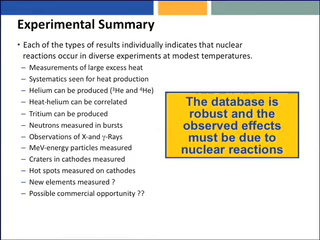 Experimental Summary
• Each of the types of results individually indicates that nuclear
reactions occur in diverse experiments at modest temperatures.
– Measurements of large excess heat
– Systematics seen for heat production
– Helium can be produced (³He and ⁴He)
– Heat-helium can be correlated
– Tritium can be produced
– Neutrons measured in bursts
– Observations of X-and γ-Rays
– MeV-energy particles measured
– Craters in cathodes measured
– Hot spots measured on cathodes
– New elements measured ?
– Possible commercial opportunity ??
The database is
robust and the
observed effects
must be due to
nuclear reactions